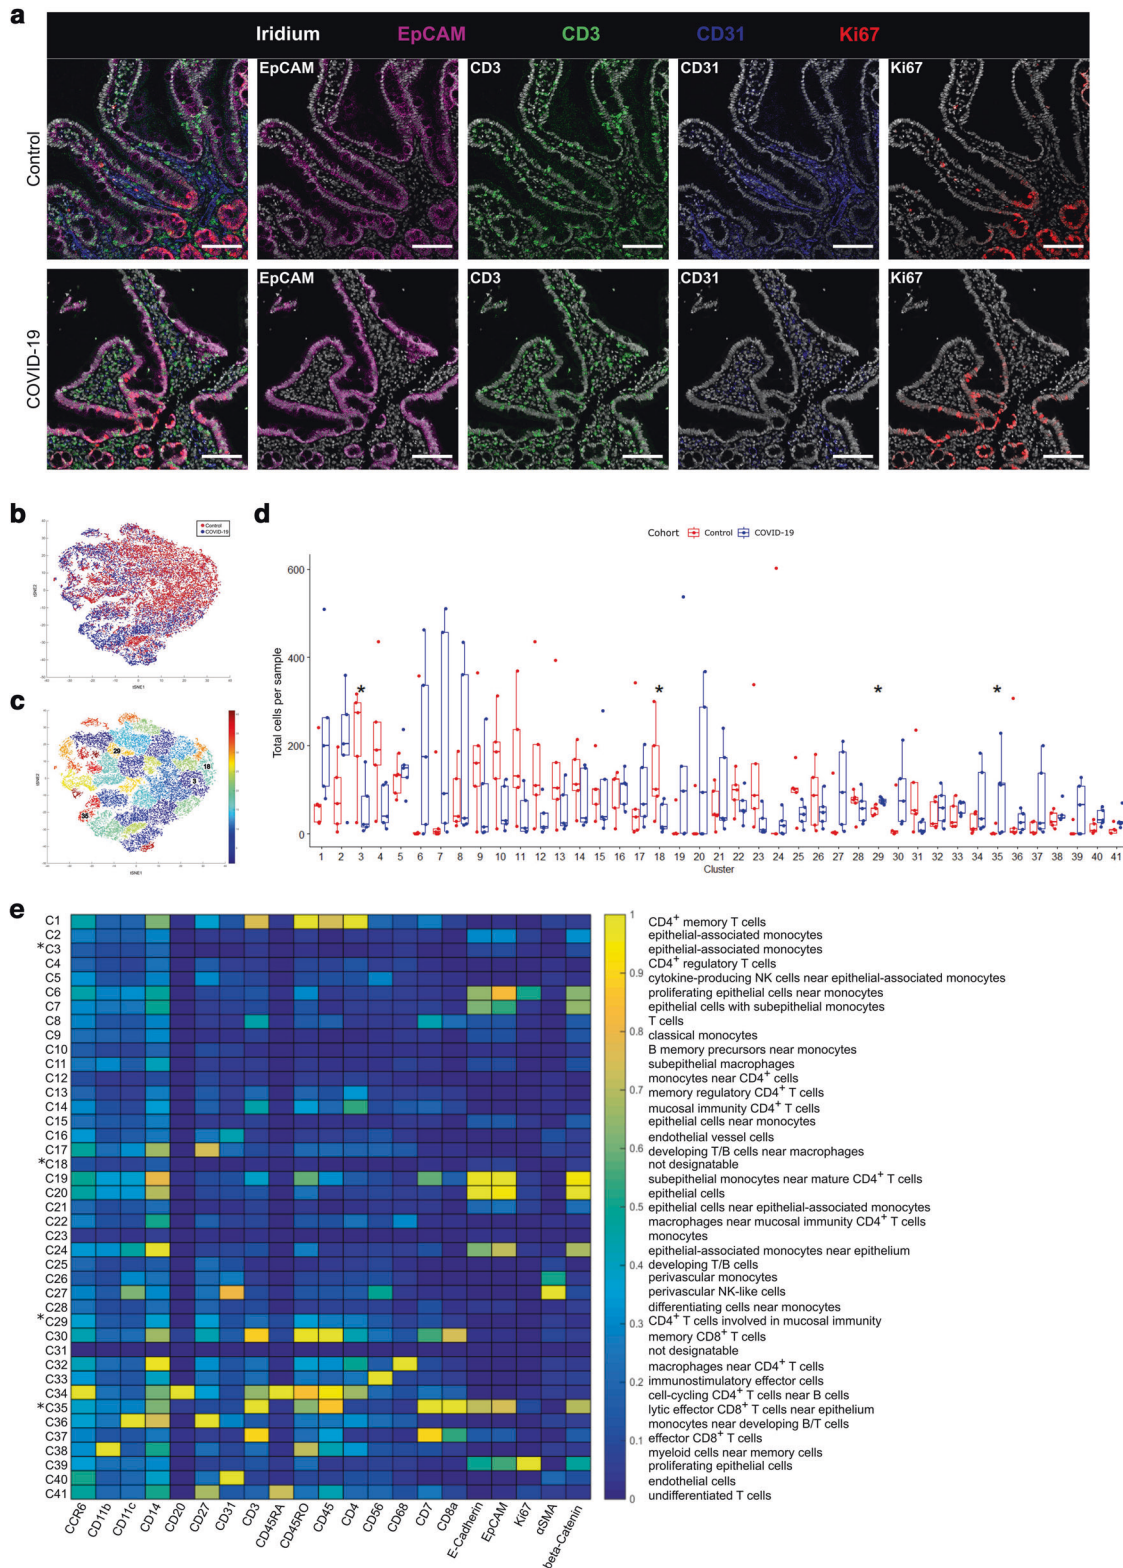 a
Iridium EpCAM CD3 CD31 Ki67
Control
EpCAM CD3 CD31 Ki67
COVID-19
EpCAM CD3 CD31 Ki67
b
Control
COVID-19
tSNE1
c
29
18
3
35
tSNE1
d
Cohort Control COVID-19
Total cells per sample
600
400
200
0
* * * *
1 2 3 4 5 6 7 8 9 10 11 12 13 14 15 16 17 18 19 20 21 22 23 24 25 26 27 28 29 30 31 32 33 34 35 36 37 38 39 40 41
Cluster
e
C1 CD4+ memory T cells
C2 epithelial-associated monocytes
*C3 epithelial-associated monocytes
C4 CD4+ regulatory T cells
C5 cytokine-producing NK cells near epithelial-associated monocytes
C6 proliferating epithelial cells near monocytes
C7 epithelial cells with subepithelial monocytes
C8 T cells
C9 classical monocytes
C10 B memory precursors near monocytes
C11 subepithelial macrophages
C12 monocytes near CD4+ cells
C13 memory regulatory CD4+ T cells
C14 mucosal immunity CD4+ T cells
C15 epithelial cells near monocytes
C16 endothelial vessel cells
C17 developing T/B cells near macrophages
*C18 not designatable
C19 subepithelial monocytes near mature CD4+ T cells
C20 epithelial cells
C21 epithelial cells near epithelial-associated monocytes
C22 macrophages near mucosal immunity CD4+ T cells
C23 monocytes
C24 epithelial-associated monocytes near epithelium
C25 developing T/B cells
C26 perivascular monocytes
C27 perivascular NK-like cells
C28 differentiating cells near monocytes
*C29 CD4+ T cells involved in mucosal immunity
C30 memory CD8+ T cells
C31 not designatable
C32 macrophages near CD4+ T cells
C33 immunostimulatory effector cells
C34 cell-cycling CD4+ T cells near B cells
*C35 lytic effector CD8+ T cells near epithelium
C36 monocytes near developing B/T cells
C37 effector CD8+ T cells
C38 myeloid cells near memory cells
C39 proliferating epithelial cells
C40 endothelial cells
C41 undifferentiated T cells
1
0.9
0.8
0.7
0.6
0.5
0.4
0.3
0.2
0.1
0
CCR6 CD11b CD11c CD14 CD20 CD27 CD31 CD3 CD45RA CD45RO CD45 CD4 CD56 CD68 CD7 CD8a E-Cadherin EpCAM Ki67 αSMA beta-Catenin